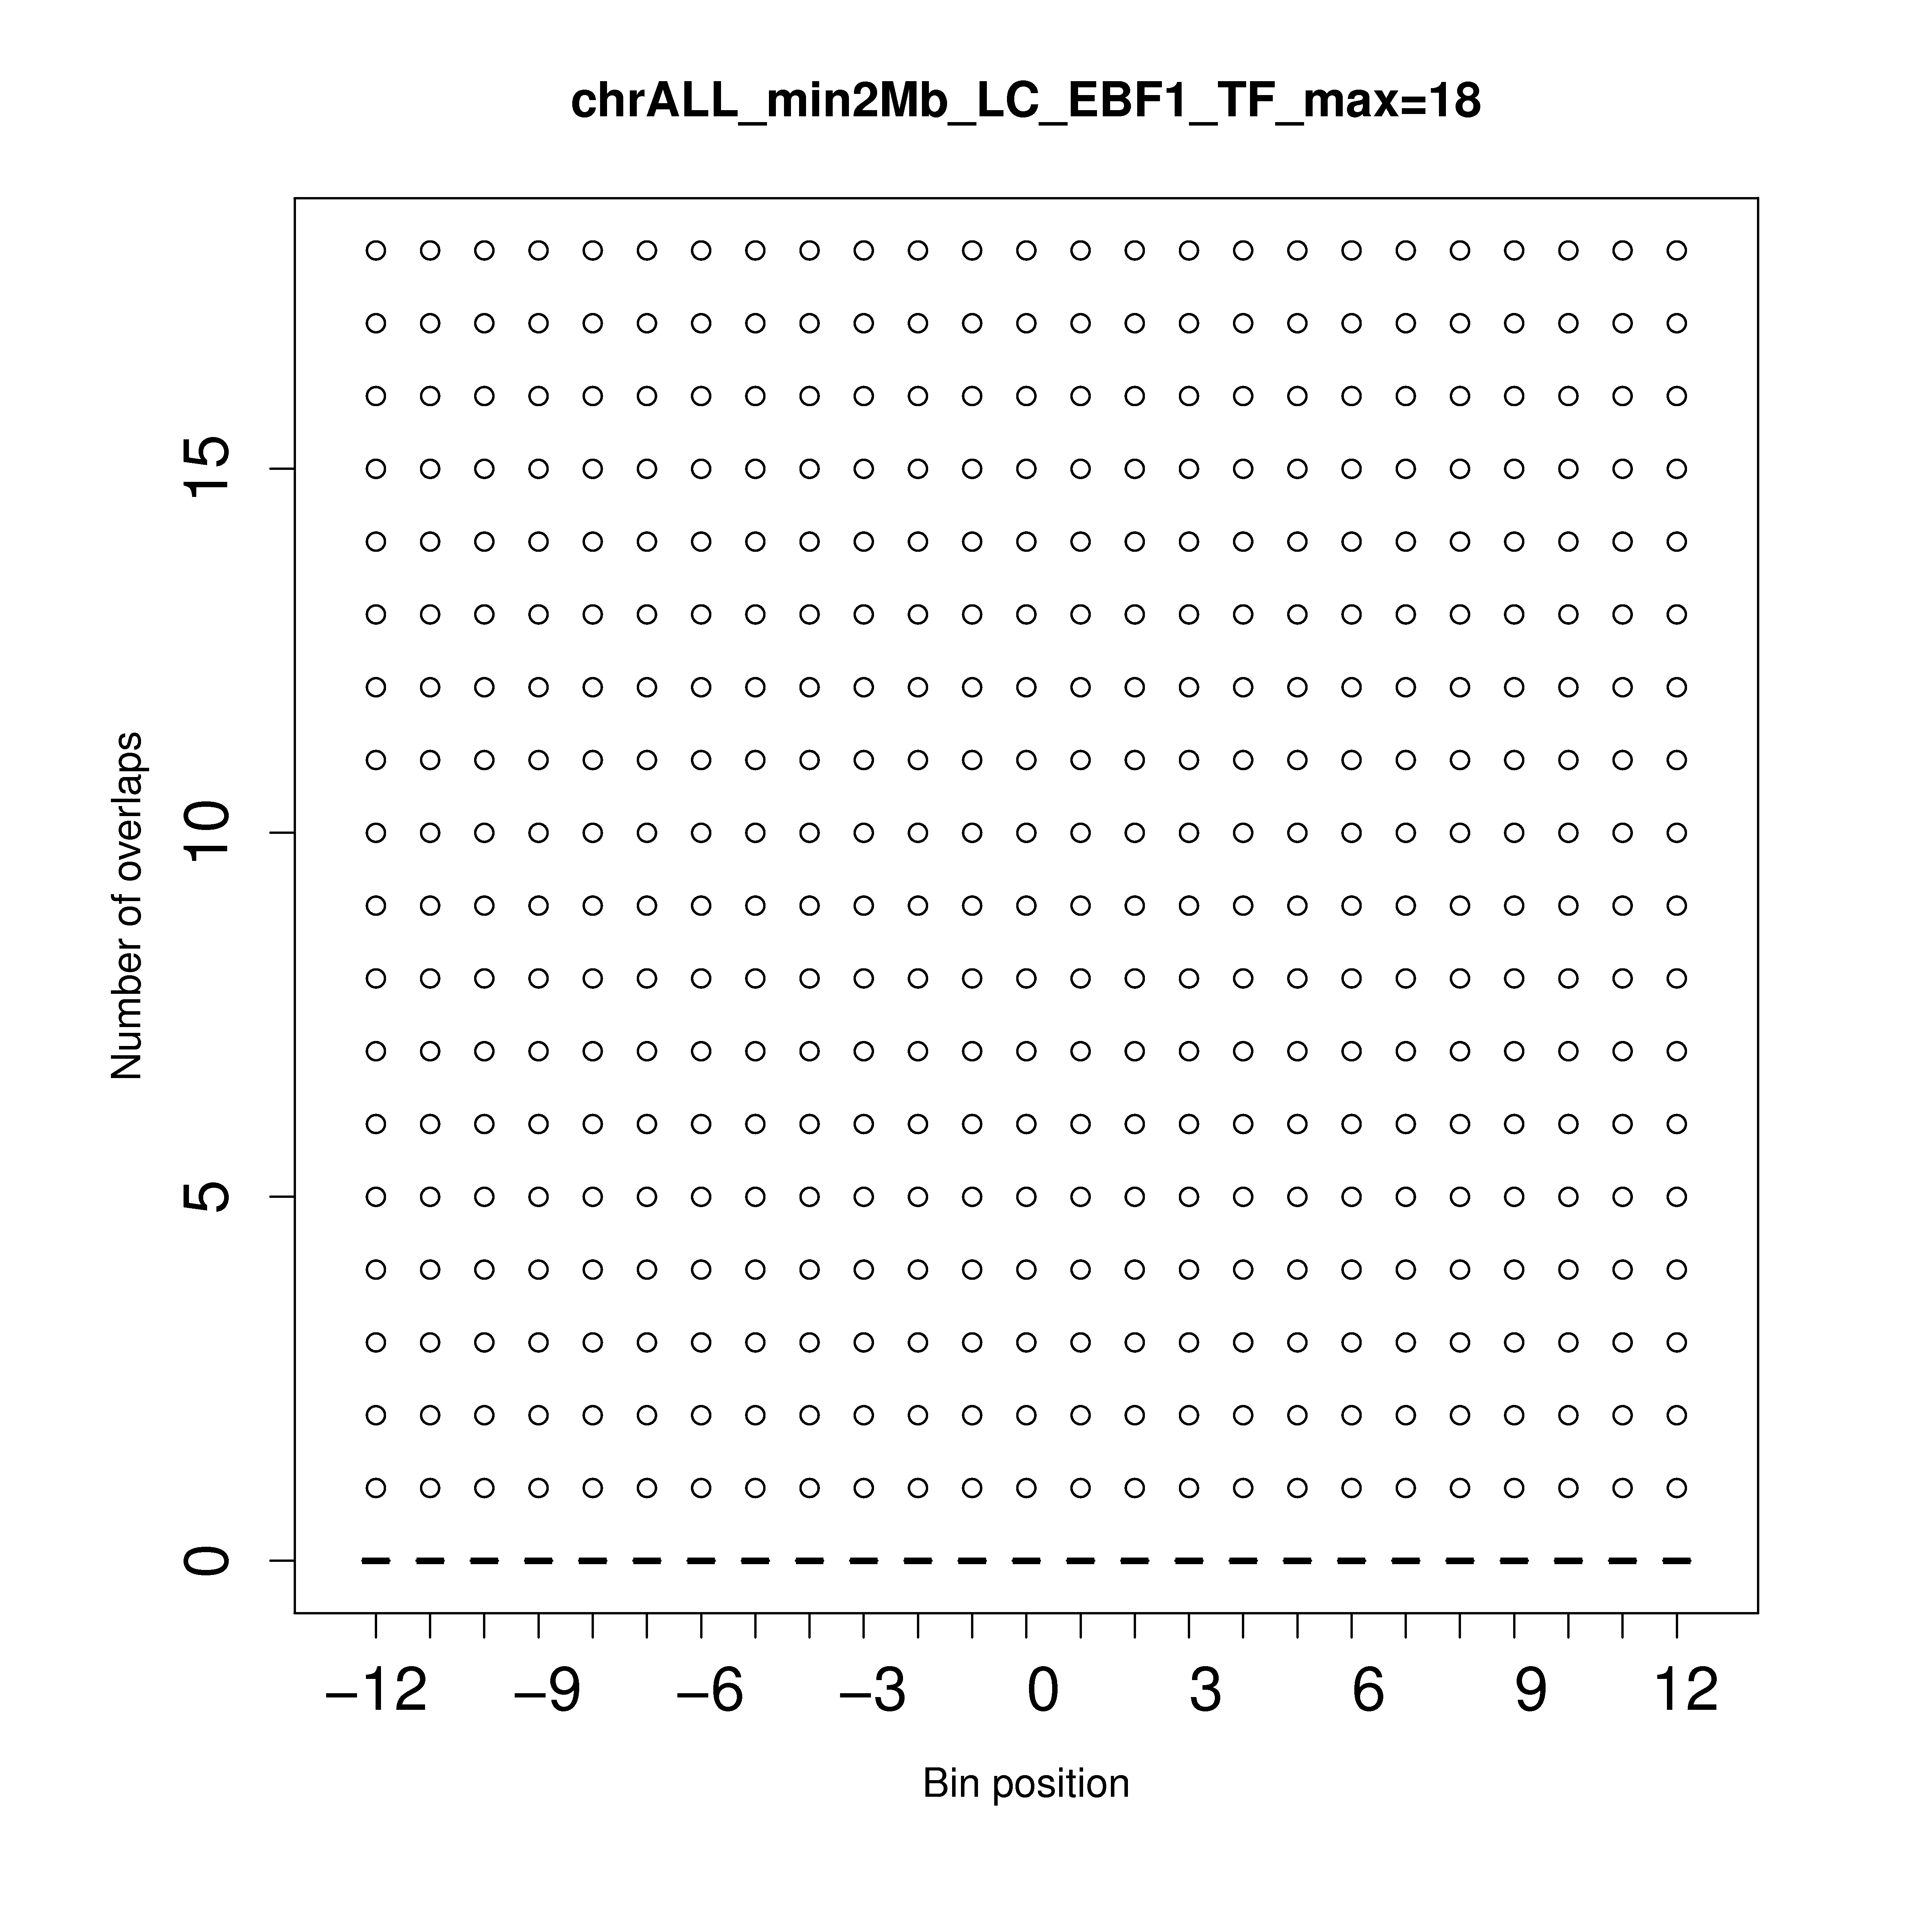 chrALL_min2Mb_LC_EBF1_TF_max=18
Number of overlaps
15
10
5
0
−12 −9 −6 −3 0 3 6 9 12
Bin position